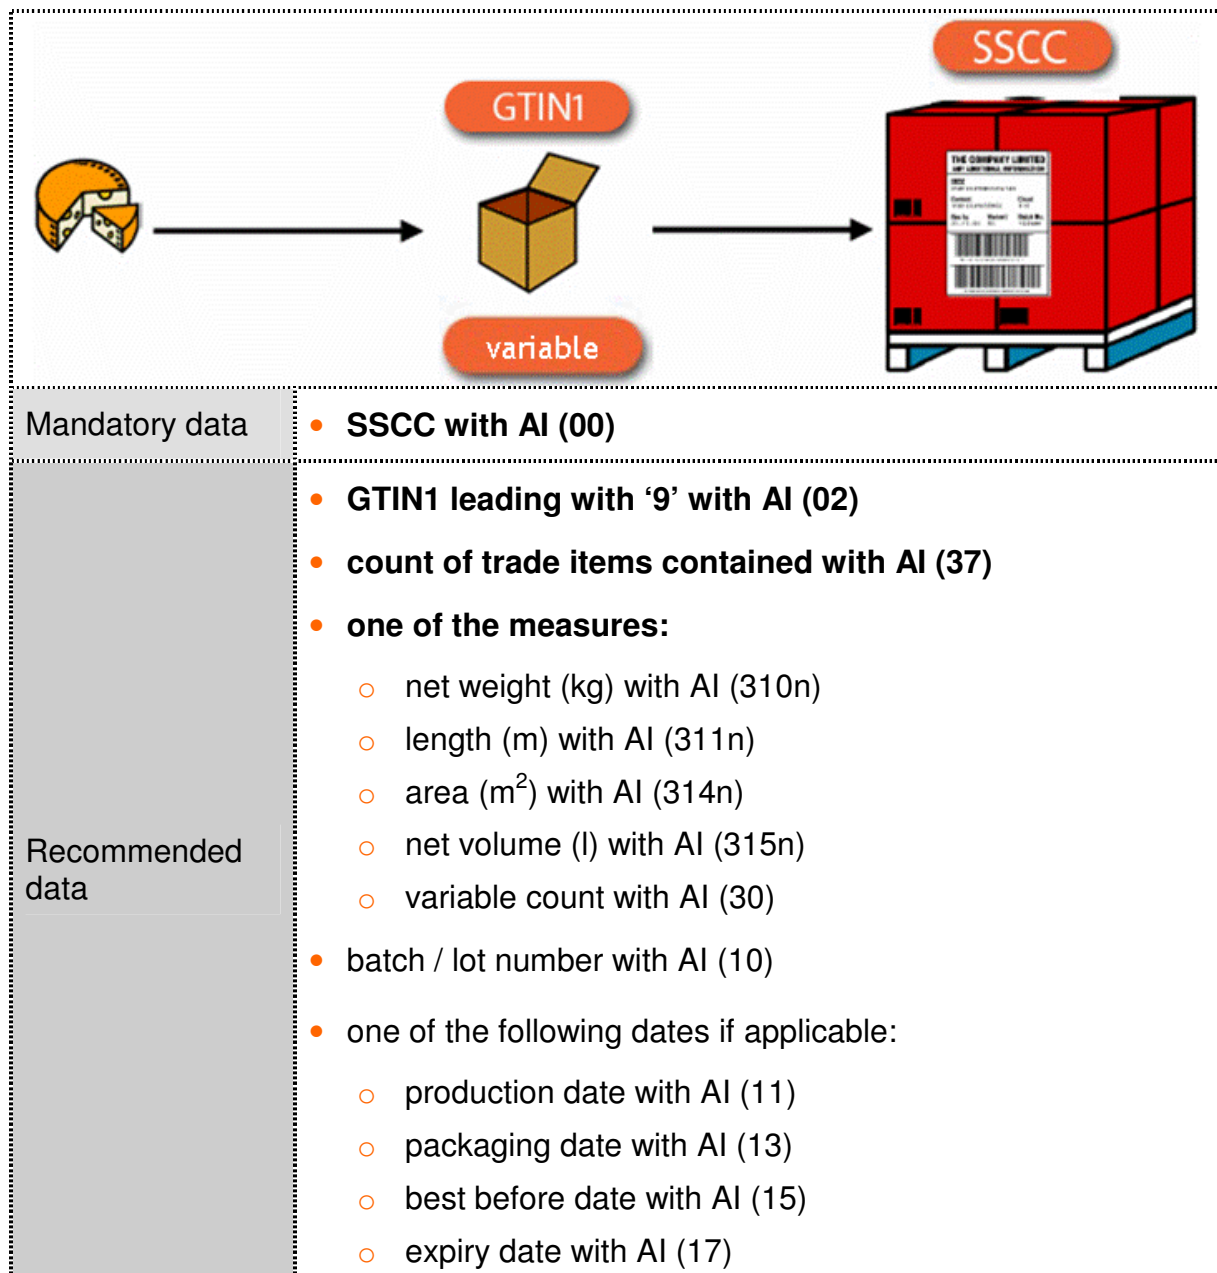 SSCC
GTIN1
THE COMPANY LIMITED
SSCC
variable
Mandatory data
• SSCC with AI (00)
Recommended
data
• GTIN1 leading with ‘9’ with AI (02)
• count of trade items contained with AI (37)
• one of the measures:
o net weight (kg) with AI (310n)
o length (m) with AI (311n)
o area (m²) with AI (314n)
o net volume (l) with AI (315n)
o variable count with AI (30)
• batch / lot number with AI (10)
• one of the following dates if applicable:
o production date with AI (11)
o packaging date with AI (13)
o best before date with AI (15)
o expiry date with AI (17)